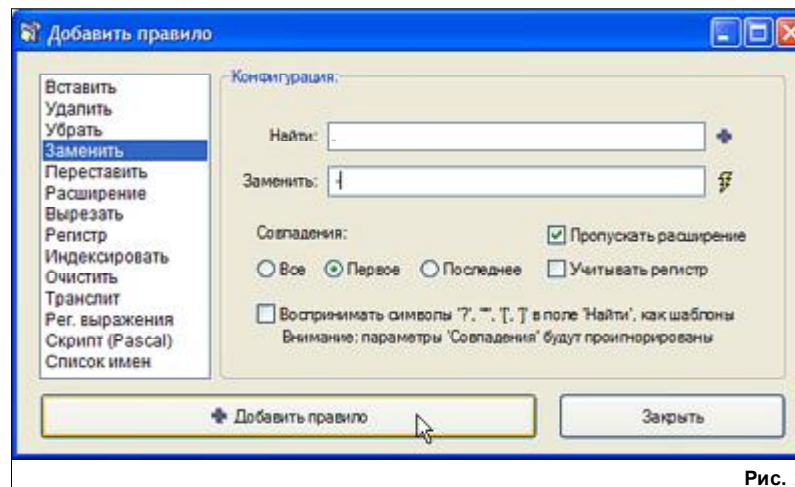 Добавить правило
Вставить
Удалить
Убрать
Заменить
Переставить
Расширение
Вырезать
Регистр
Индексировать
Очистить
Транслит
Рег. выражения
Скрипт (Pascal)
Список имен
Конфигурация:
Найти: .
Заменить: -
Совпадения:
Пропускать расширение
Все Первое Последнее Учитывать регистр
Воспринимать символы '?', '*', '[', ']' в поле 'Найти', как шаблоны
Внимание: параметры 'Совпадения' будут проигнорированы
Добавить правило Закрыть
Рис.